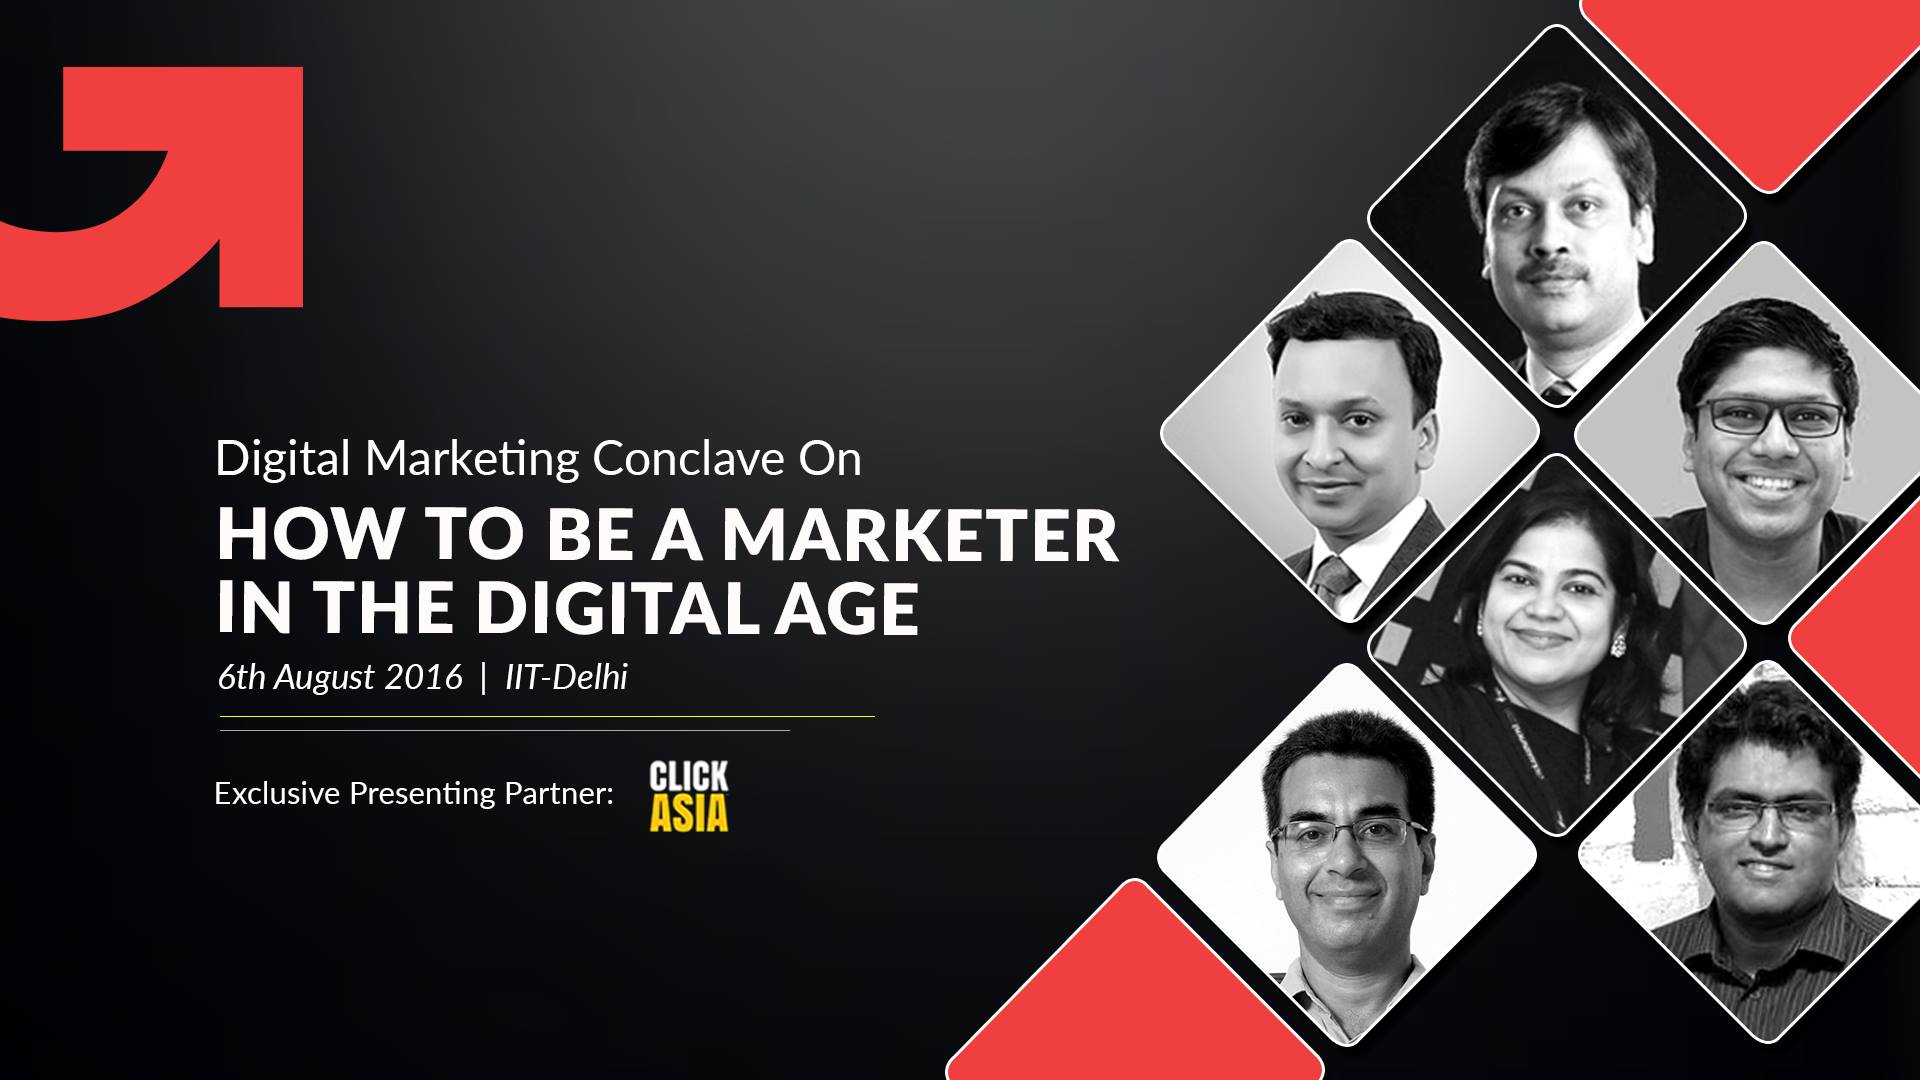 Digital Marketing Conclave On
HOW TO BE A MARKETER
IN THE DIGITAL AGE
6th August 2016 | IIT-Delhi
Exclusive Presenting Partner:
CLICK
ASIA